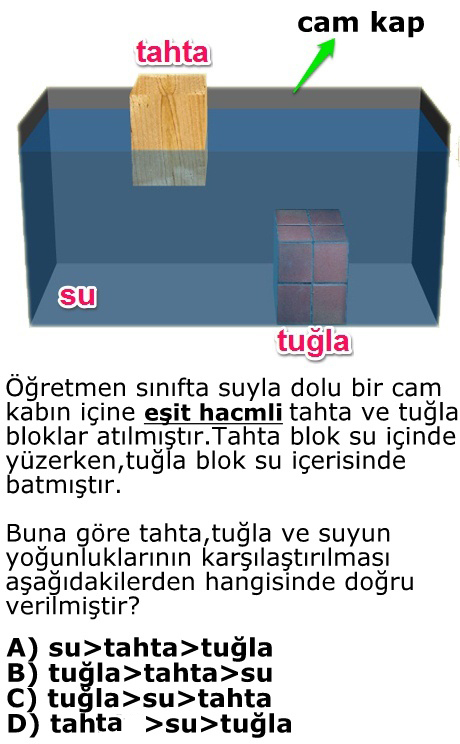 cam kap
tahta
su
tuğla
Öğretmen sınıfta suyla dolu bir cam
kabın içine eşit hacmli tahta ve tuğla
bloklar atılmıştır.Tahta blok su içinde
yüzerken,tuğla blok su içerisinde
batmıştır.
Buna göre tahta,tuğla ve suyun
yoğunluklarının karşılaştırılması
aşağıdakilerden hangisinde doğru
verilmiştir?
A) su>tahta>tuğla
B) tuğla>tahta>su
C) tuğla>su>tahta
D) tahta >su>tuğla